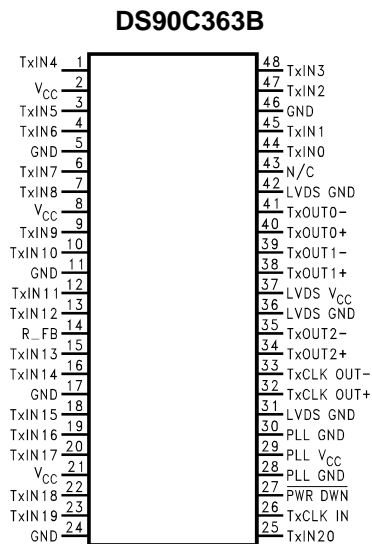 DS90C363B
TxIN4 1
VCC 2
TxIN5 3
TxIN6 4
GND 5
TxIN7 6
TxIN8 7
VCC 8
TxIN9 9
TxIN10 10
GND 11
TxIN11 12
TxIN12 13
R_FB 14
TxIN13 15
TxIN14 16
GND 17
TxIN15 18
TxIN16 19
TxIN17 20
VCC 21
TxIN18 22
TxIN19 23
GND 24
48 TxIN3
47 TxIN2
46 GND
45 TxIN1
44 TxIN0
43 N/C
42 LVDS GND
41 TxOUT0-
40 TxOUT0+
39 TxOUT1-
38 TxOUT1+
37 LVDS VCC
36 LVDS GND
35 TxOUT2-
34 TxOUT2+
33 TxCLK OUT-
32 TxCLK OUT+
31 LVDS GND
30 PLL GND
29 PLL VCC
28 PLL GND
27 PWR DWN
26 TxCLK IN
25 TxIN20